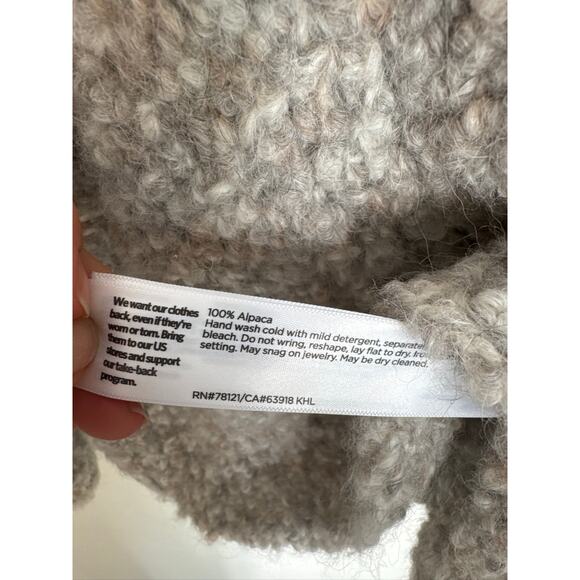 We want our clothes
back, even if they're
worn or torn. Bring
them to our US
stores and support
our take-back
program.
100% Alpaca
Hand wash cold with mild detergent, separate
bleach. Do not wring, reshape, lay flat to dry.
setting. May snag on jewelry. May be dry cleaned.
RN#78121/CA#63918 KHL